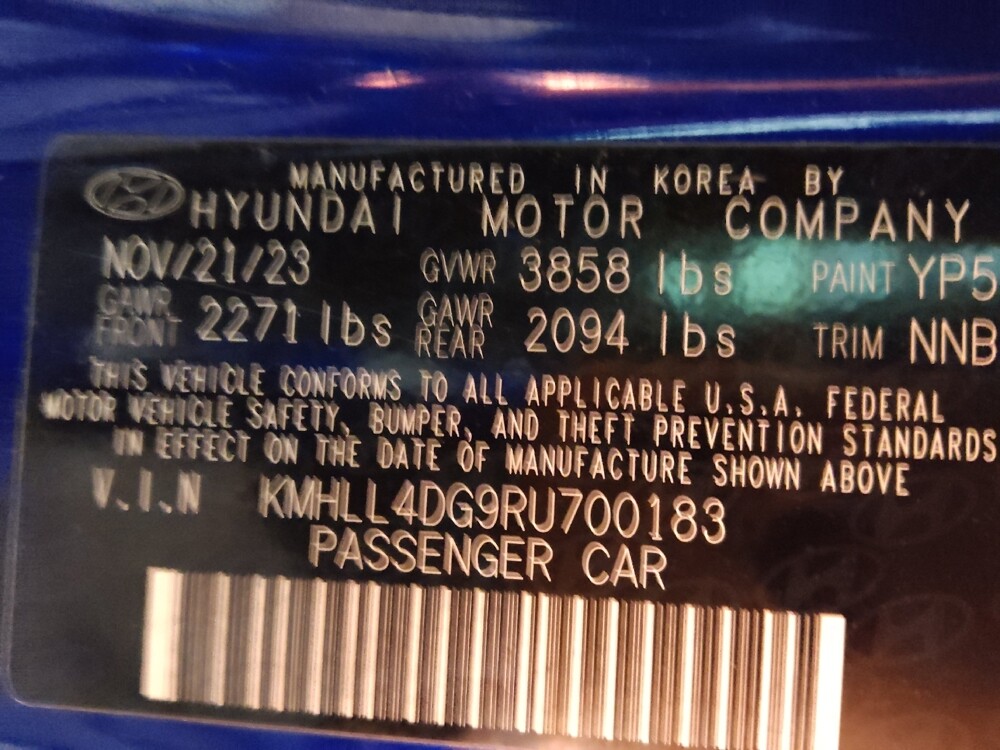 MANUFACTURED IN KOREA BY
HYUNDAI MOTOR COMPANY
NOV/21/23 GVWR 3858 lbs PAINT YP5
GAWR FRONT 2271 lbs GAWR REAR 2094 lbs TRIM NNB
THIS VEHICLE CONFORMS TO ALL APPLICABLE U.S.A. FEDERAL
MOTOR VEHICLE SAFETY, BUMPER, AND THEFT PREVENTION STANDARDS
IN EFFECT ON THE DATE OF MANUFACTURE SHOWN ABOVE
V.I.N KMHLL4DG9RU700183
PASSENGER CAR